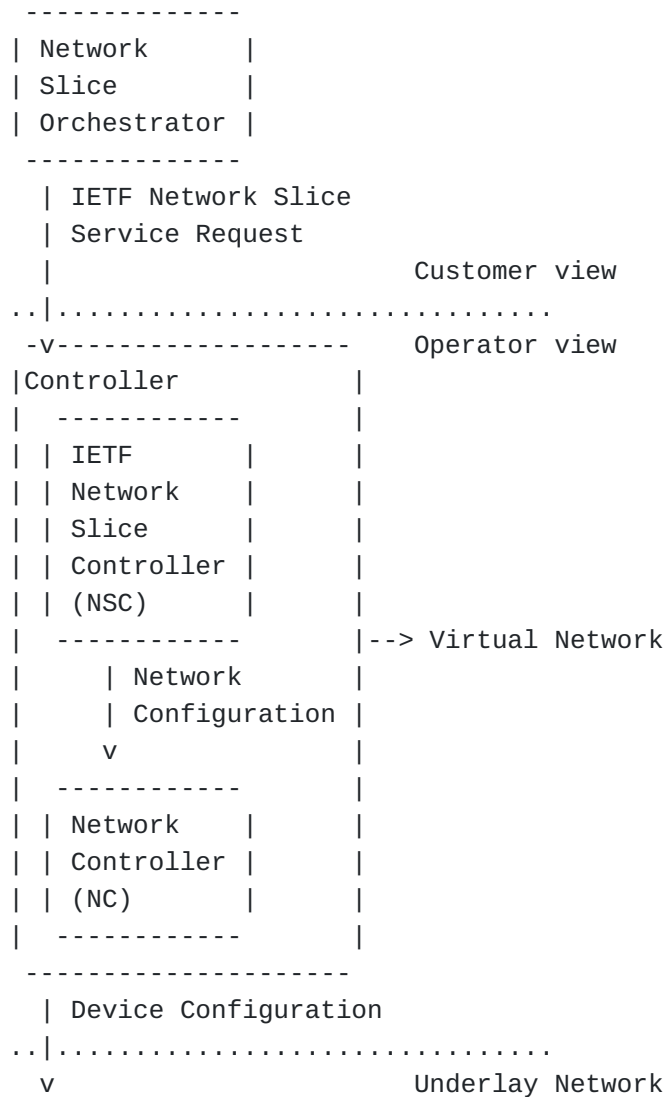 --------------
| Network      |
| Slice        |
| Orchestrator |
 --------------
  | IETF Network Slice
  | Service Request
  |                       Customer view
..|................................
 -v-------------------    Operator view
|Controller           |
|  ------------       |
| | IETF       |      |
| | Network    |      |
| | Slice      |      |
| | Controller |      |
| | (NSC)      |      |
|  ------------       |--> Virtual Network
|     | Network       |
|     | Configuration |
|     v               |
|  ------------       |
| | Network    |      |
| | Controller |      |
| | (NC)       |      |
|  ------------       |
 ---------------------
  | Device Configuration
..|................................
  v                       Underlay Network